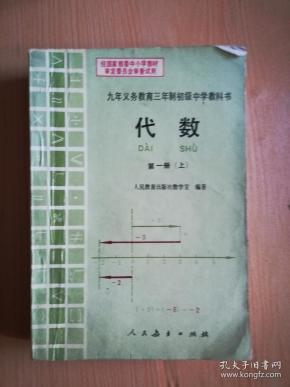 经国家教委中小学教材
审定委员会审查试用
九年义务教育三年制初级中学教科书
代 数
DÀI SHÙ
第一册(上)
人民教育出版社数学室 编著
-3
-2
人民教育出版社
孔夫子旧书网